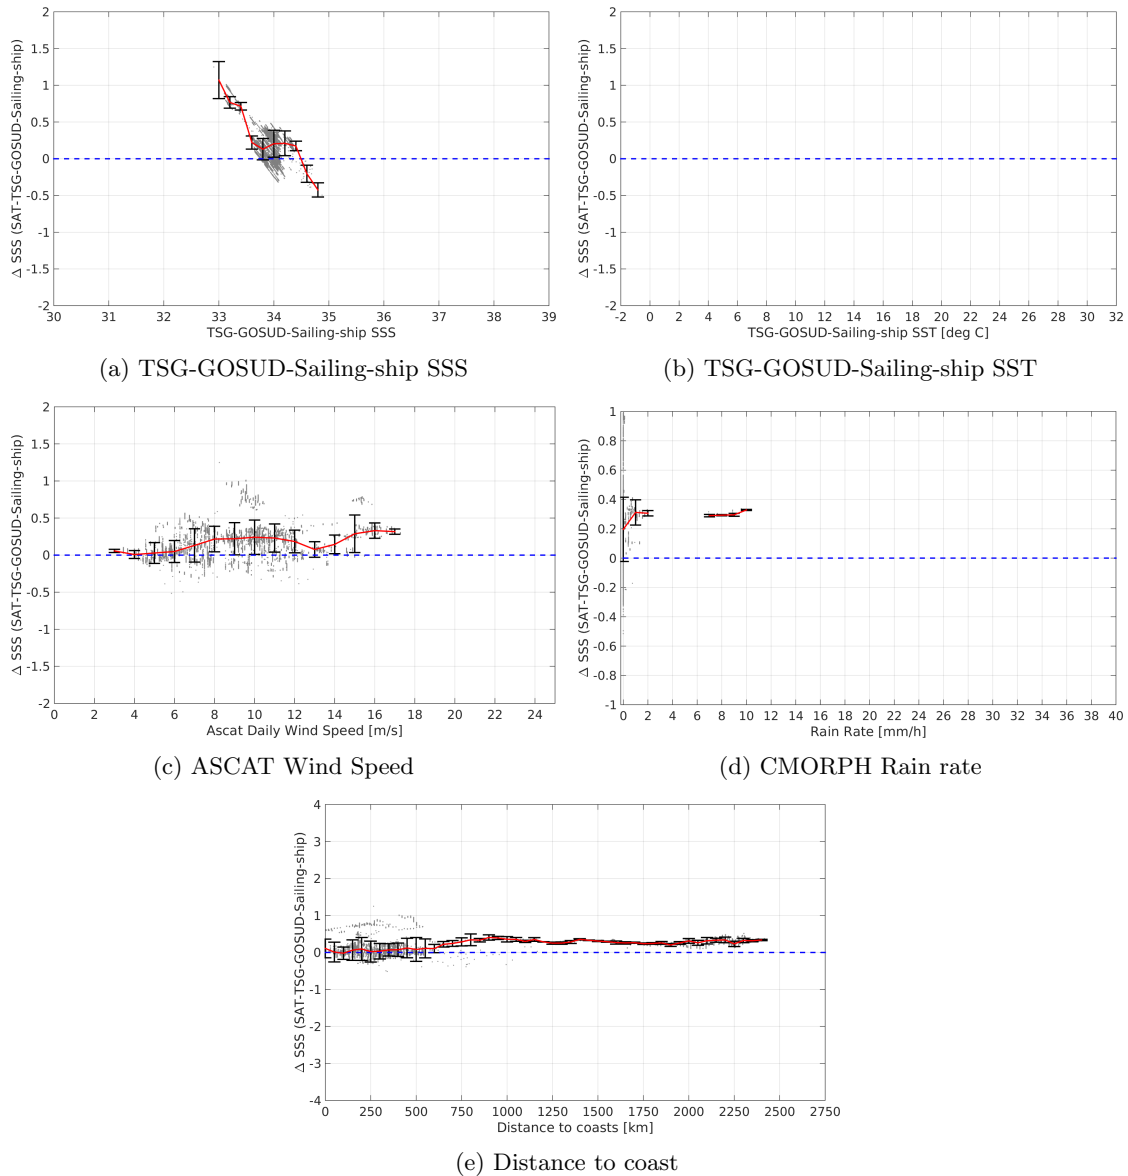 2
1.5
1
0.5
0
-0.5
-1
-1.5
-2
Δ SSS (SAT-TSG-GOSUD-Sailing-ship)
30 31 32 33 34 35 36 37 38 39
TSG-GOSUD-Sailing-ship SSS
(a) TSG-GOSUD-Sailing-ship SSS
2
1.5
1
0.5
0
-0.5
-1
-1.5
-2
Δ SSS (SAT-TSG-GOSUD-Sailing-ship)
-2 0 2 4 6 8 10 12 14 16 18 20 22 24 26 28 30 32
TSG-GOSUD-Sailing-ship SST [deg C]
(b) TSG-GOSUD-Sailing-ship SST
2
1.5
1
0.5
0
-0.5
-1
-1.5
-2
Δ SSS (SAT-TSG-GOSUD-Sailing-ship)
0 2 4 6 8 10 12 14 16 18 20 22 24
Ascat Daily Wind Speed [m/s]
(c) ASCAT Wind Speed
1
0.8
0.6
0.4
0.2
0
-0.2
-0.4
-0.6
-0.8
-1
Δ SSS (SAT-TSG-GOSUD-Sailing-ship)
0 2 4 6 8 10 12 14 16 18 20 22 24 26 28 30 32 34 36 38 40
Rain Rate [mm/h]
(d) CMORPH Rain rate
4
3
2
1
0
-1
-2
-3
-4
Δ SSS (SAT-TSG-GOSUD-Sailing-ship)
0 250 500 750 1000 1250 1500 1750 2000 2250 2500 2750
Distance to coasts [km]
(e) Distance to coast